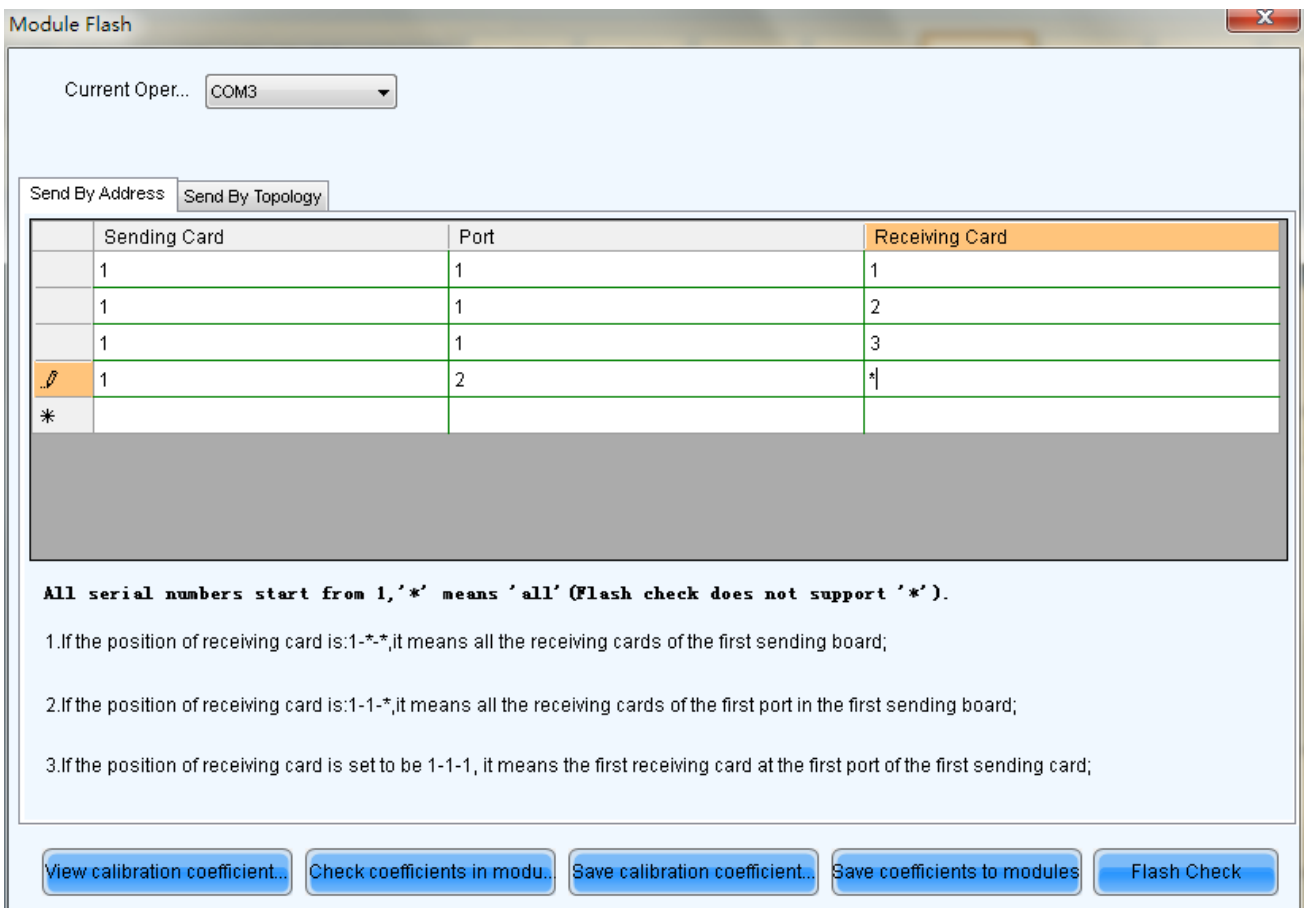 Module Flash
x
Current Oper... COM3
Send By Address Send By Topology
Sending Card Port Receiving Card
1 1 1
1 1 2
1 1 3
1 2 *
*
All serial numbers start from 1,'*' means 'all'(Flash check does not support '*').
1.If the position of receiving card is:1-*-*,it means all the receiving cards of the first sending board;
2.If the position of receiving card is:1-1-*,it means all the receiving cards of the first port in the first sending board;
3.If the position of receiving card is set to be 1-1-1, it means the first receiving card at the first port of the first sending card;
View calibration coefficient... Check coefficients in modu... Save calibration coefficient... Save coefficients to modules Flash Check